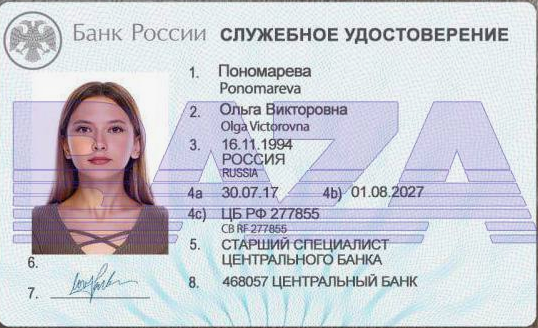 Банк России СЛУЖЕБНОЕ УДОСТОВЕРЕНИЕ
1. Пономарева
Ponomareva
2. Ольга Викторовна
Olga Victorovna
3. 16.11.1994
РОССИЯ
RUSSIA
4a 30.07.17 4b) 01.08.2027
4c) ЦБ РФ 277855
CB RF 277855
5. СТАРШИЙ СПЕЦИАЛИСТ
ЦЕНТРАЛЬНОГО БАНКА
6.
7.
8. 468057 ЦЕНТРАЛЬНЫЙ БАНК